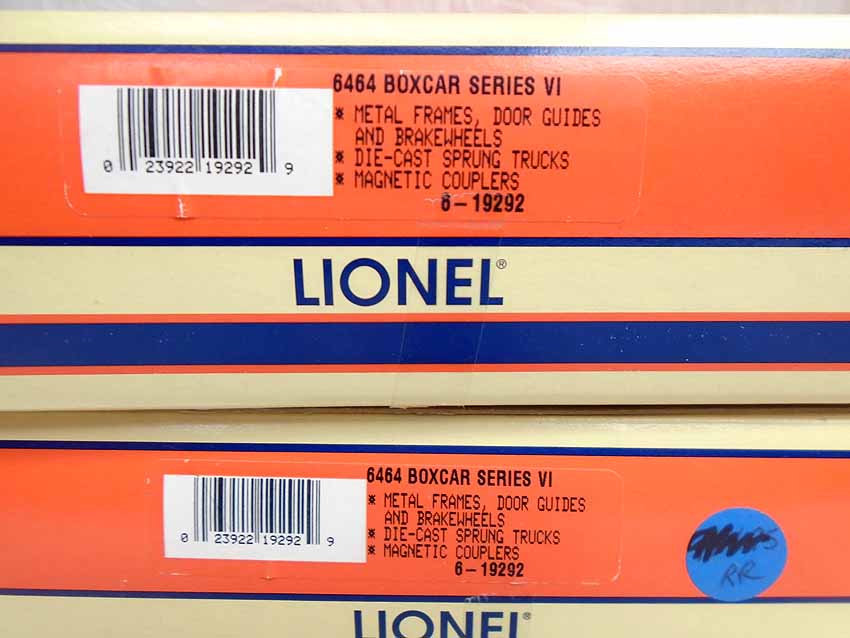 6464 BOXCAR SERIES VI
* METAL FRAMES, DOOR GUIDES
AND BRAKEWHEELS
* DIE-CAST SPRUNG TRUCKS
* MAGNETIC COUPLERS
6-19292
0 23922 19292 9
LIONEL®
6464 BOXCAR SERIES VI
* METAL FRAMES, DOOR GUIDES
AND BRAKEWHEELS
* DIE-CAST SPRUNG TRUCKS
* MAGNETIC COUPLERS
6-19292
0 23922 19292 9
RR
LIONEL®